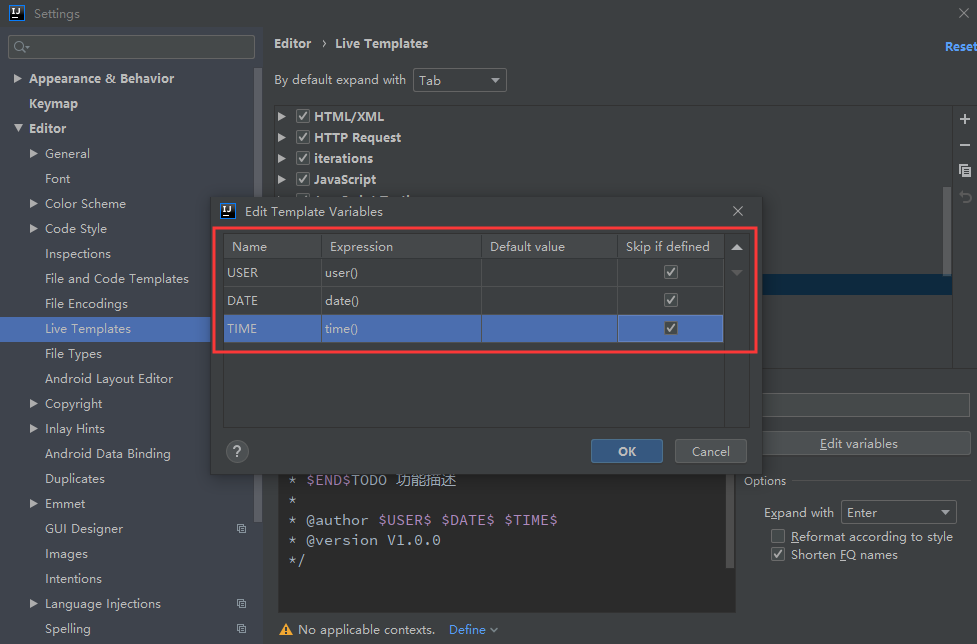 Settings
Appearance & Behavior
Keymap
Editor
General
Font
Color Scheme
Code Style
Inspections
File and Code Templates
File Encodings
Live Templates
File Types
Android Layout Editor
Copyright
Inlay Hints
Android Data Binding
Duplicates
Emmet
GUI Designer
Images
Intentions
Language Injections
Spelling
Editor › Live Templates
Reset
By default expand with Tab
HTML/XML
HTTP Request
iterations
JavaScript
Edit Template Variables
Name Expression Default value Skip if defined
USER user()
DATE date()
TIME time()
? OK Cancel
Edit variables
* $END$TODO 功能描述
*
* @author $USER$ $DATE$ $TIME$
* @version V1.0.0
*/
Options
Expand with Enter
Reformat according to style
Shorten FQ names
No applicable contexts. Define